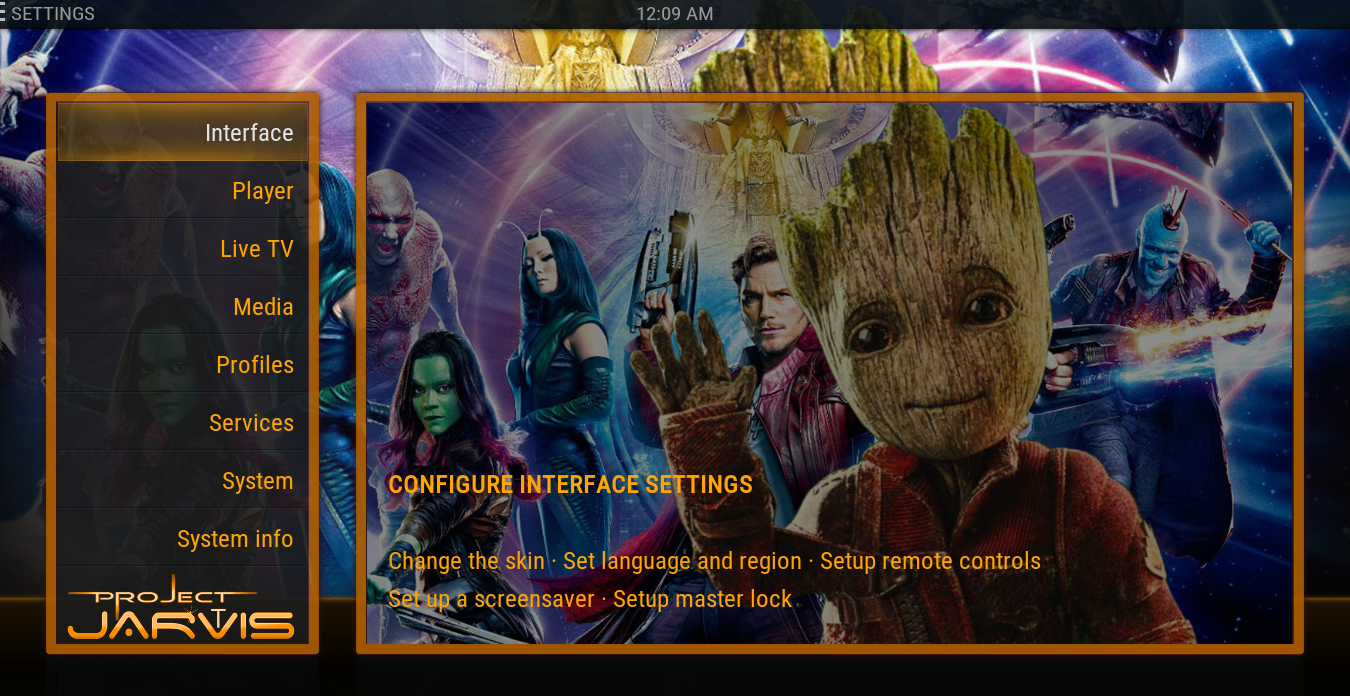 SETTINGS
12:09 AM
Interface
Player
Live TV
Media
Profiles
Services
System
System info
PROJECT
JARVIS
CONFIGURE INTERFACE SETTINGS
Change the skin · Set language and region · Setup remote controls
Set up a screensaver · Setup master lock